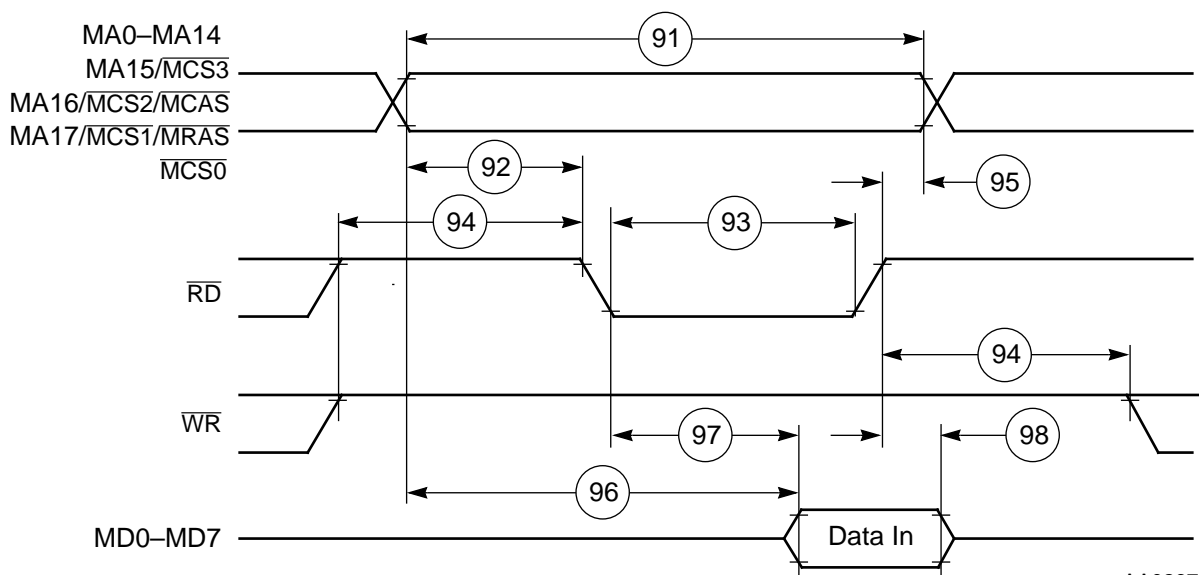 MA0–MA14
91
MA15/MCS3
MA16/MCS2/MCAS
MA17/MCS1/MRAS
MCS0
92
95
94
93
RD
94
WR
97
98
96
MD0–MD7
Data In